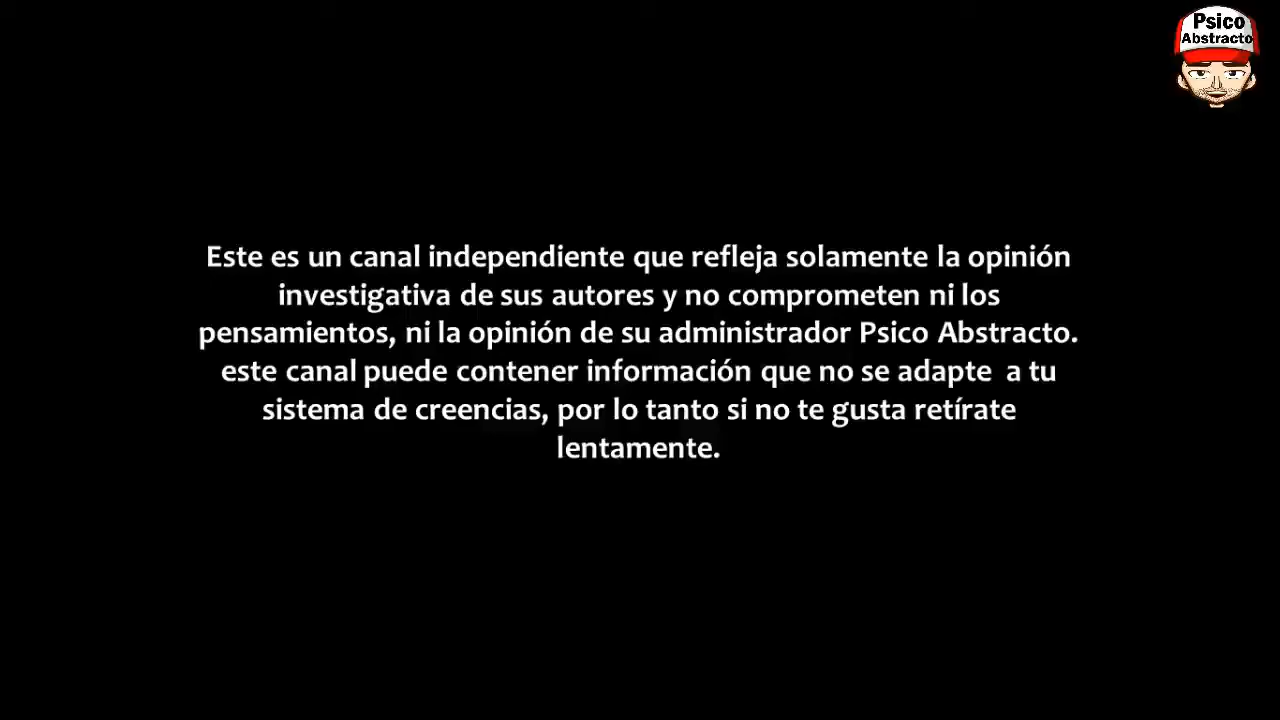 Psico
Abstracto
Este es un canal independiente que refleja solamente la opinión
investigativa de sus autores y no comprometen ni los
pensamientos, ni la opinión de su administrador Psico Abstracto.
este canal puede contener información que no se adapte a tu
sistema de creencias, por lo tanto si no te gusta retírate
lentamente.